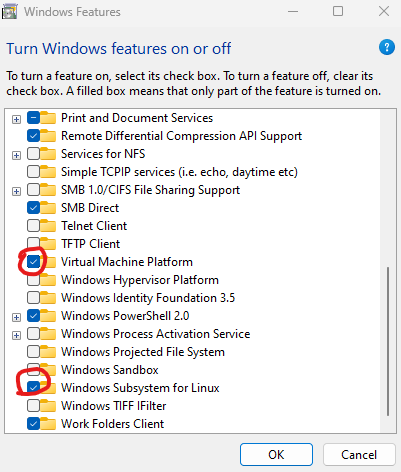 Windows Features
Turn Windows features on or off
To turn a feature on, select its check box. To turn a feature off, clear its
check box. A filled box means that only part of the feature is turned on.
Print and Document Services
Remote Differential Compression API Support
Services for NFS
Simple TCPIP services (i.e. echo, daytime etc)
SMB 1.0/CIFS File Sharing Support
SMB Direct
Telnet Client
TFTP Client
Virtual Machine Platform
Windows Hypervisor Platform
Windows Identity Foundation 3.5
Windows PowerShell 2.0
Windows Process Activation Service
Windows Projected File System
Windows Sandbox
Windows Subsystem for Linux
Windows TIFF IFilter
Work Folders Client
OK
Cancel